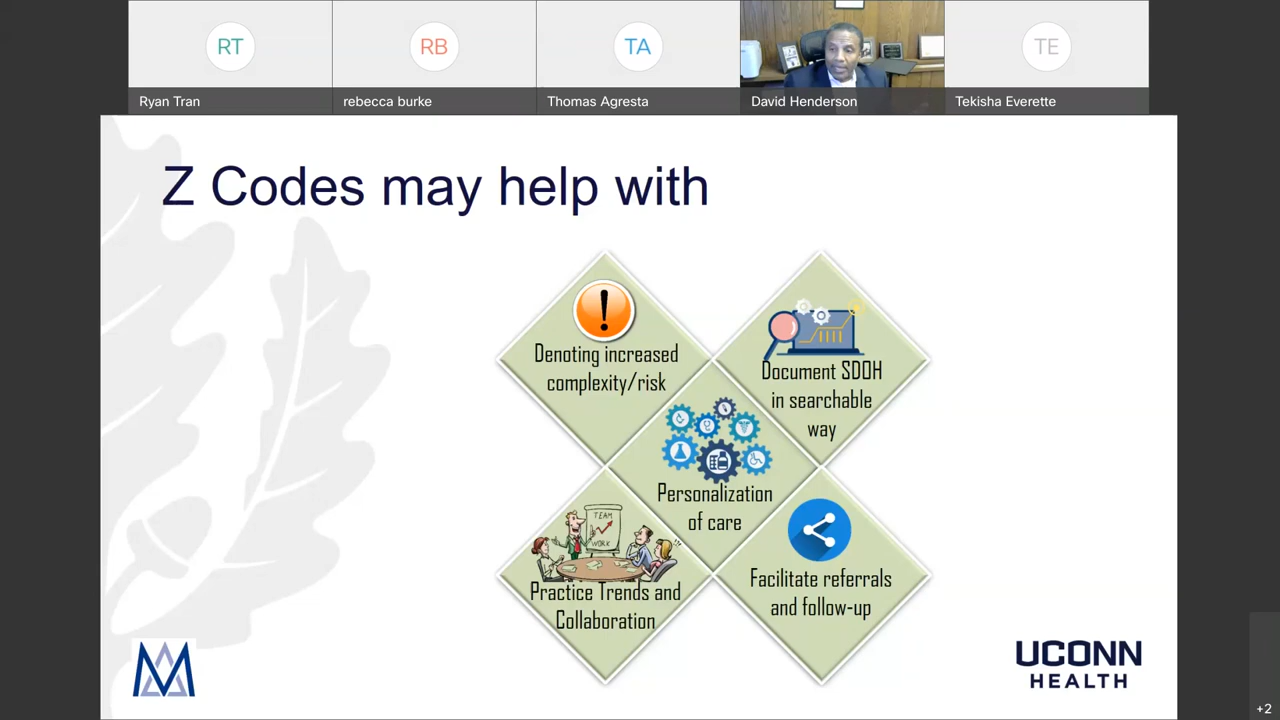 RT
RB
TA
TE
Ryan Tran
rebecca burke
Thomas Agresta
David Henderson
Tekisha Everette
Z Codes may help with
!
Denoting increased
complexity/risk
Document SDOH
in searchable
way
Personalization
of care
TEAM
WORK
Practice Trends and
Collaboration
Facilitate referrals
and follow-up
UCONN
HEALTH
+2